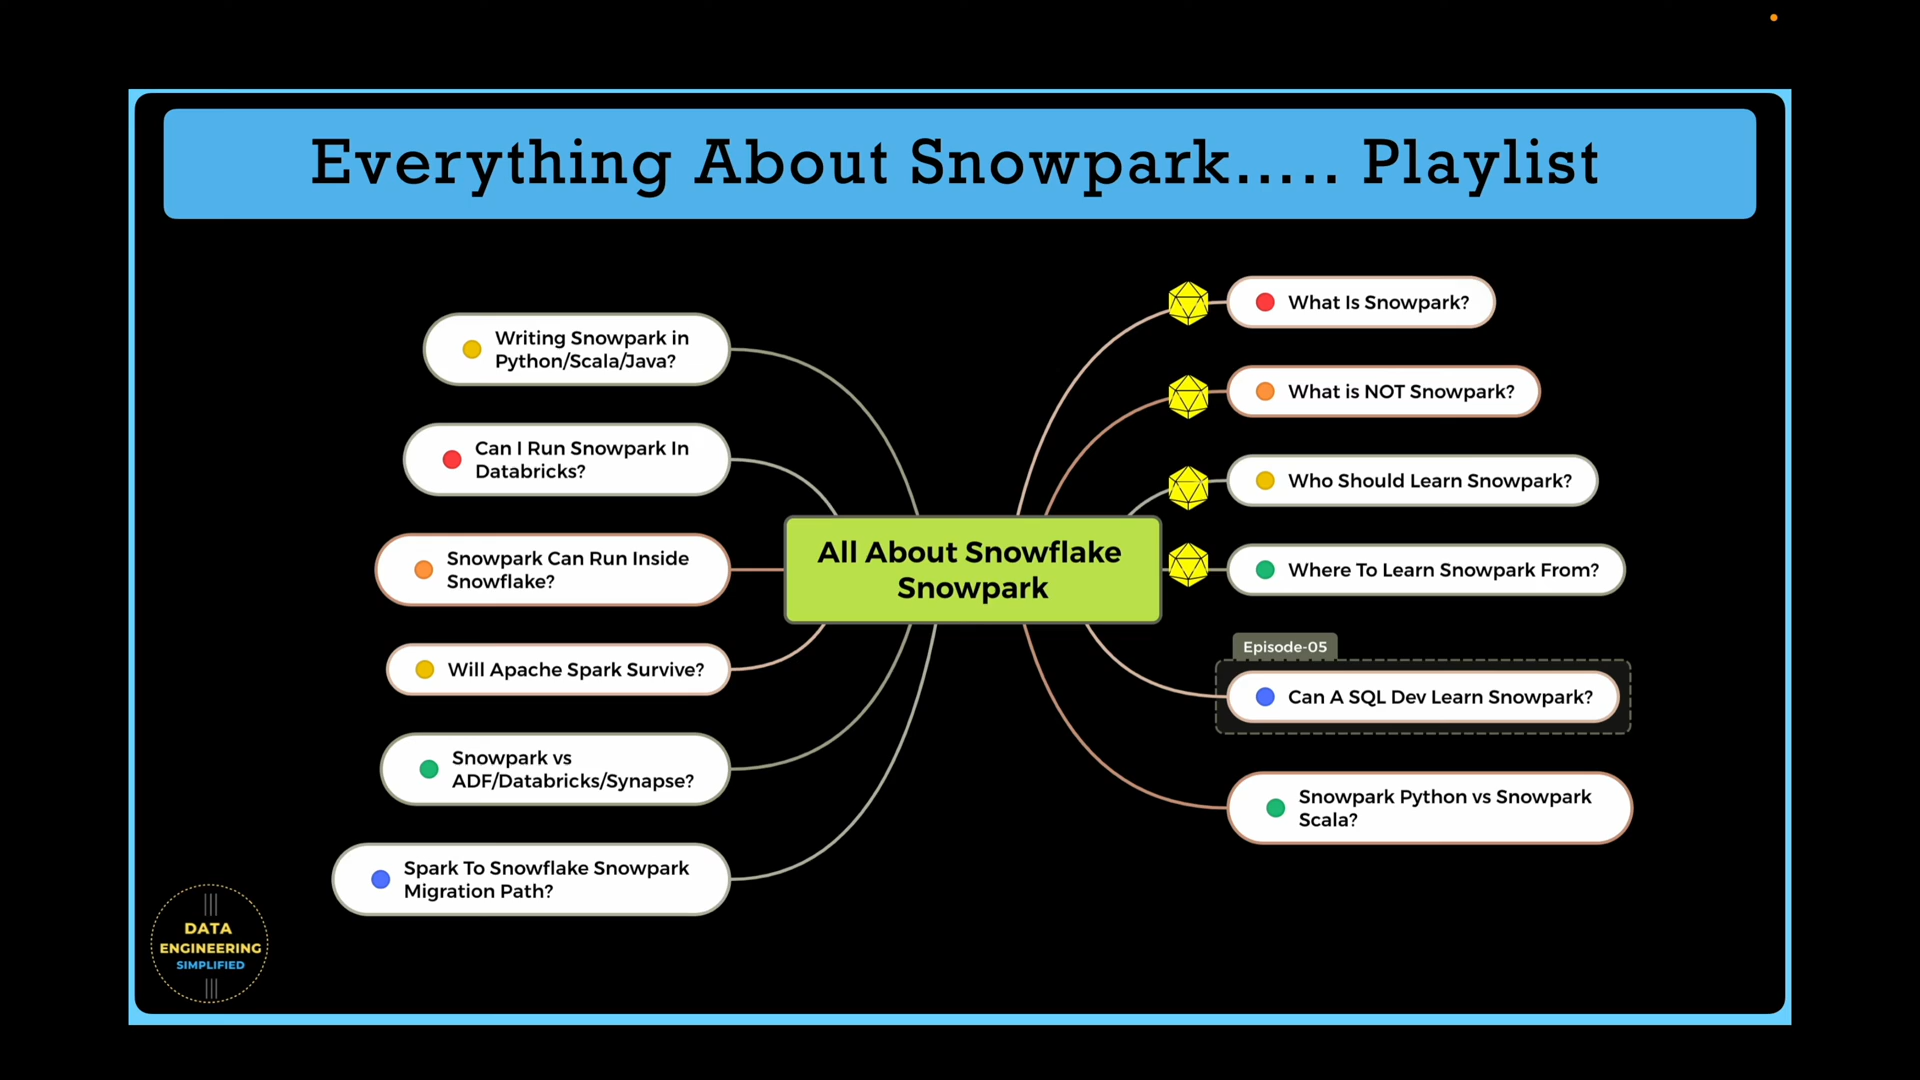 Everything About Snowpark..... Playlist
What Is Snowpark?
What is NOT Snowpark?
Who Should Learn Snowpark?
Where To Learn Snowpark From?
Episode-05
Can A SQL Dev Learn Snowpark?
Snowpark Python vs Snowpark
Scala?
All About Snowflake
Snowpark
Writing Snowpark in
Python/Scala/Java?
Can I Run Snowpark In
Databricks?
Snowpark Can Run Inside
Snowflake?
Will Apache Spark Survive?
Snowpark vs
ADF/Databricks/Synapse?
Spark To Snowflake Snowpark
Migration Path?
DATA
ENGINEERING
SIMPLIFIED